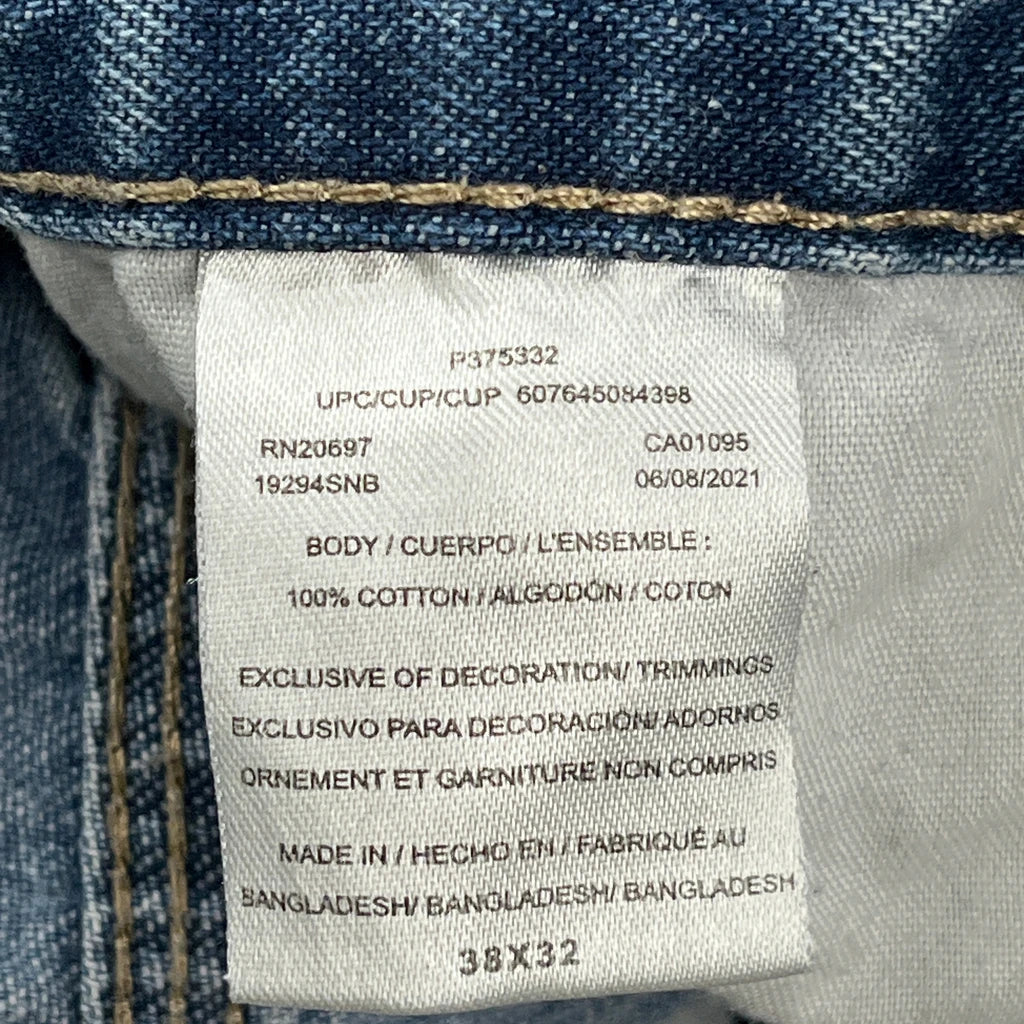 P375332
UPC/CUP/CUP 607645084398
RN20697 CA01095
19294SNB 06/08/2021
BODY / CUERPO / L'ENSEMBLE :
100% COTTON / ALGODÓN / COTON
EXCLUSIVE OF DECORATION/ TRIMMINGS
EXCLUSIVO PARA DECORACIÓN/ ADORNOS
ORNEMENT ET GARNITURE NON COMPRIS
MADE IN / HECHO EN / FABRIQUÉ AU
BANGLADESH/ BANGLADESH/ BANGLADESH
38X32